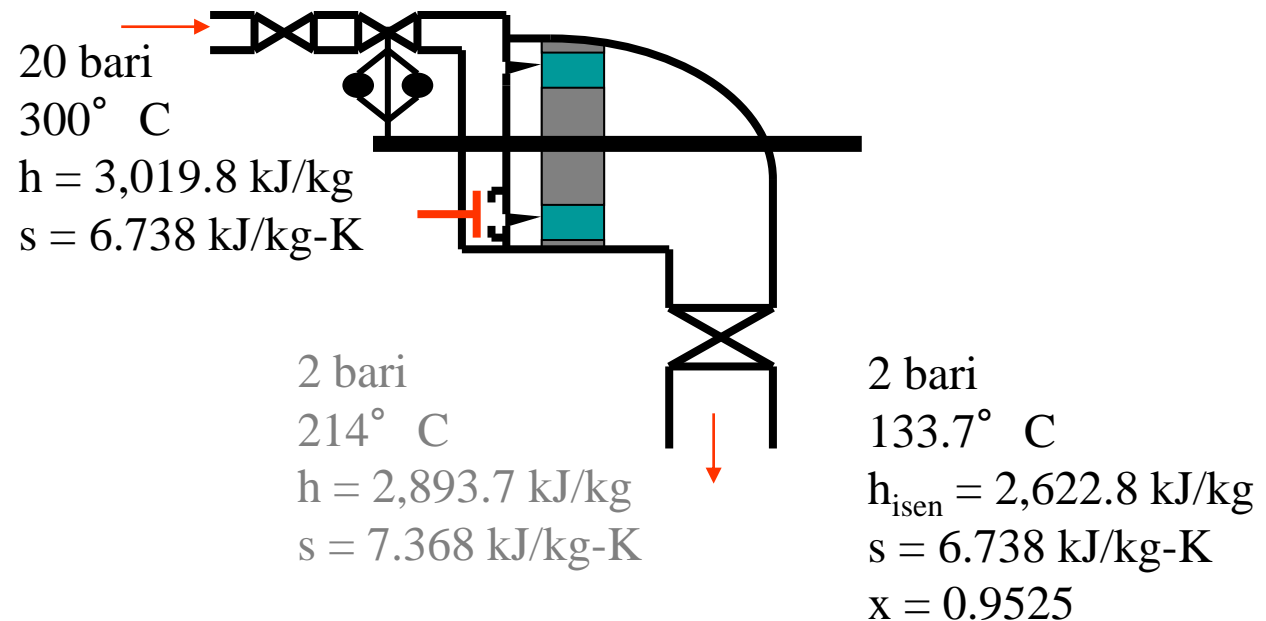 20 bari
300° C
h = 3,019.8 kJ/kg
s = 6.738 kJ/kg-K
2 bari
214° C
h = 2,893.7 kJ/kg
s = 7.368 kJ/kg-K
2 bari
133.7° C
hisen = 2,622.8 kJ/kg
s = 6.738 kJ/kg-K
x = 0.9525